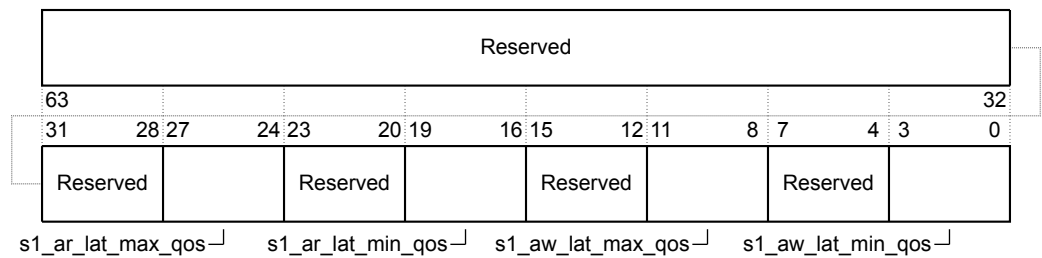 Reserved
63 32
31 28 27 24 23 20 19 16 15 12 11 8 7 4 3 0
Reserved Reserved Reserved Reserved
s1_ar_lat_max_qos s1_ar_lat_min_qos s1_aw_lat_max_qos s1_aw_lat_min_qos